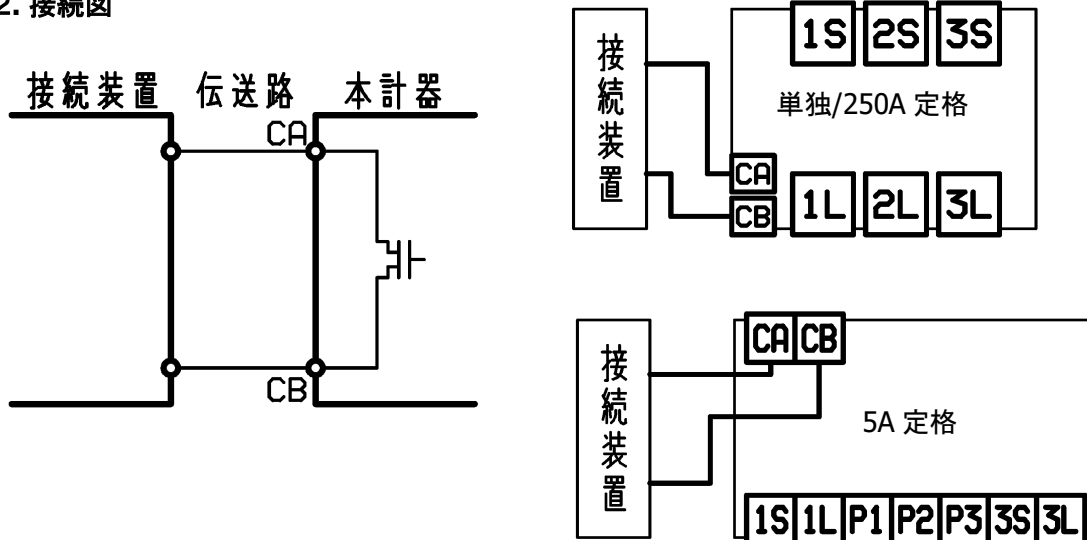 2. 接続図
接続装置 伝送路 本計器
CA
CB
接続装置
1S 2S 3S
単独/250A 定格
CA
CB
1L 2L 3L
接続装置
CA CB
5A 定格
1S 1L P1 P2 P3 3S 3L